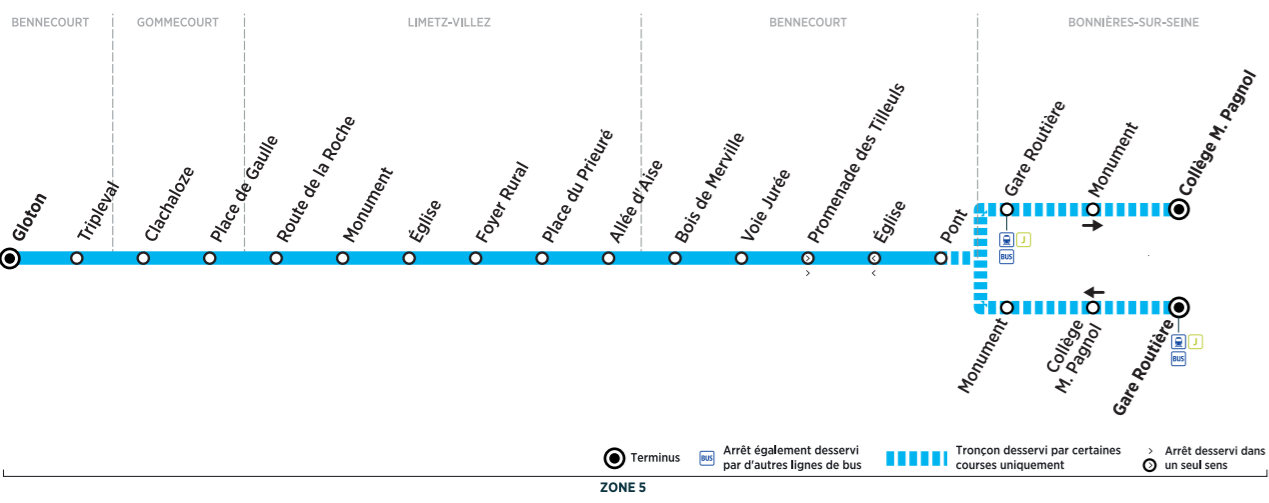 BENNECOURT
GOMMECOURT
LIMETZ-VILLEZ
BENNECOURT
BONNIÈRES-SUR-SEINE
Gloton
Tripleval
Clachaloze
Place de Gaulle
Route de la Roche
Monument
Église
Foyer Rural
Place du Prieuré
Allée d'Aise
Bois de Merville
Voie Jurée
Promenade des Tilleuls
Église
Pont
Gare Routière
J
BUS
Monument
Collège M. Pagnol
Monument
Collège
M. Pagnol
Gare Routière
J
BUS
Terminus
BUS
Arrêt également desservi
par d'autres lignes de bus
Tronçon desservi par certaines
courses uniquement
Arrêt desservi dans
un seul sens
ZONE 5